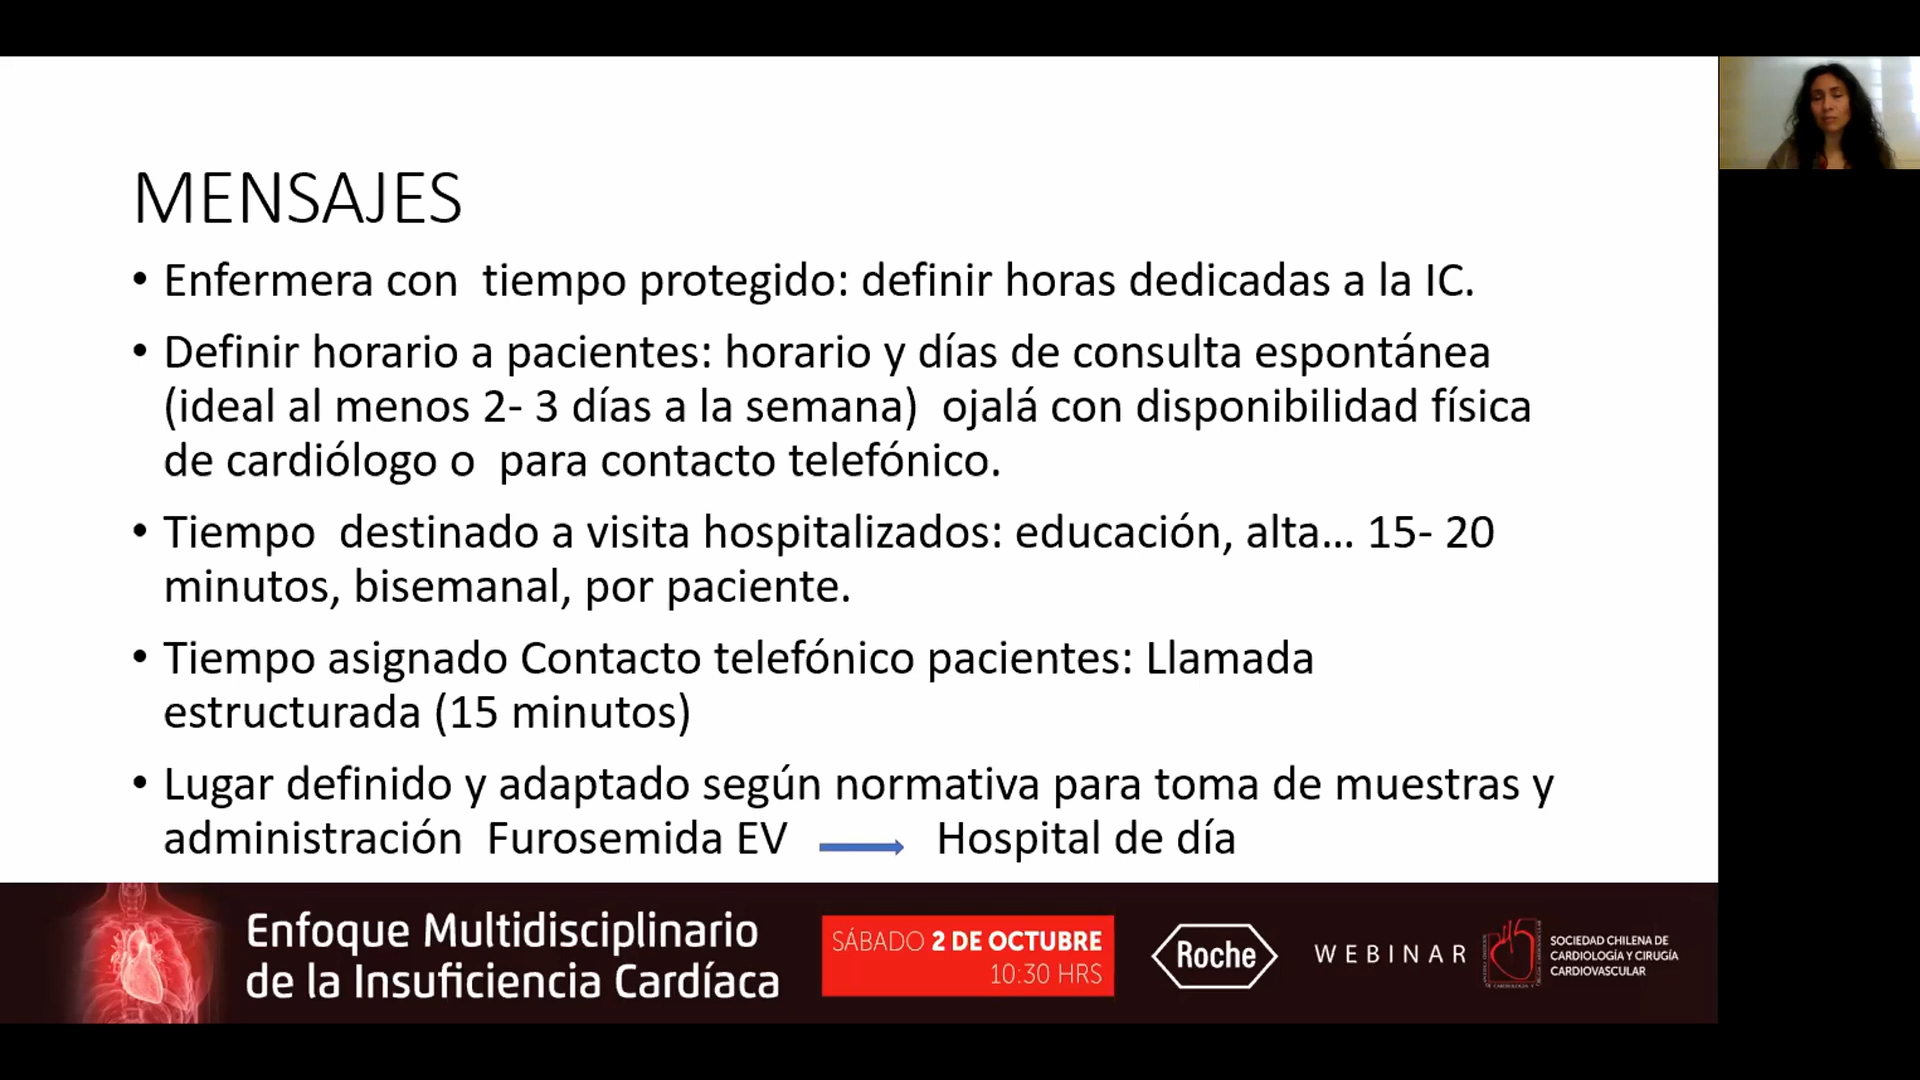 MENSAJES
• Enfermera con tiempo protegido: definir horas dedicadas a la IC.
• Definir horario a pacientes: horario y días de consulta espontánea
(ideal al menos 2- 3 días a la semana) ojalá con disponibilidad física
de cardiólogo o para contacto telefónico.
• Tiempo destinado a visita hospitalizados: educación, alta... 15- 20
minutos, bisemanal, por paciente.
• Tiempo asignado Contacto telefónico pacientes: Llamada
estructurada (15 minutos)
• Lugar definido y adaptado según normativa para toma de muestras y
administración Furosemida EV Hospital de día
Enfoque Multidisciplinario
de la Insuficiencia Cardíaca
SÁBADO 2 DE OCTUBRE
10:30 HRS
Roche
WEBINAR
SOCIEDAD CHILENA DE
CARDIOLOGÍA Y CIRUGÍA
CARDIOVASCULAR